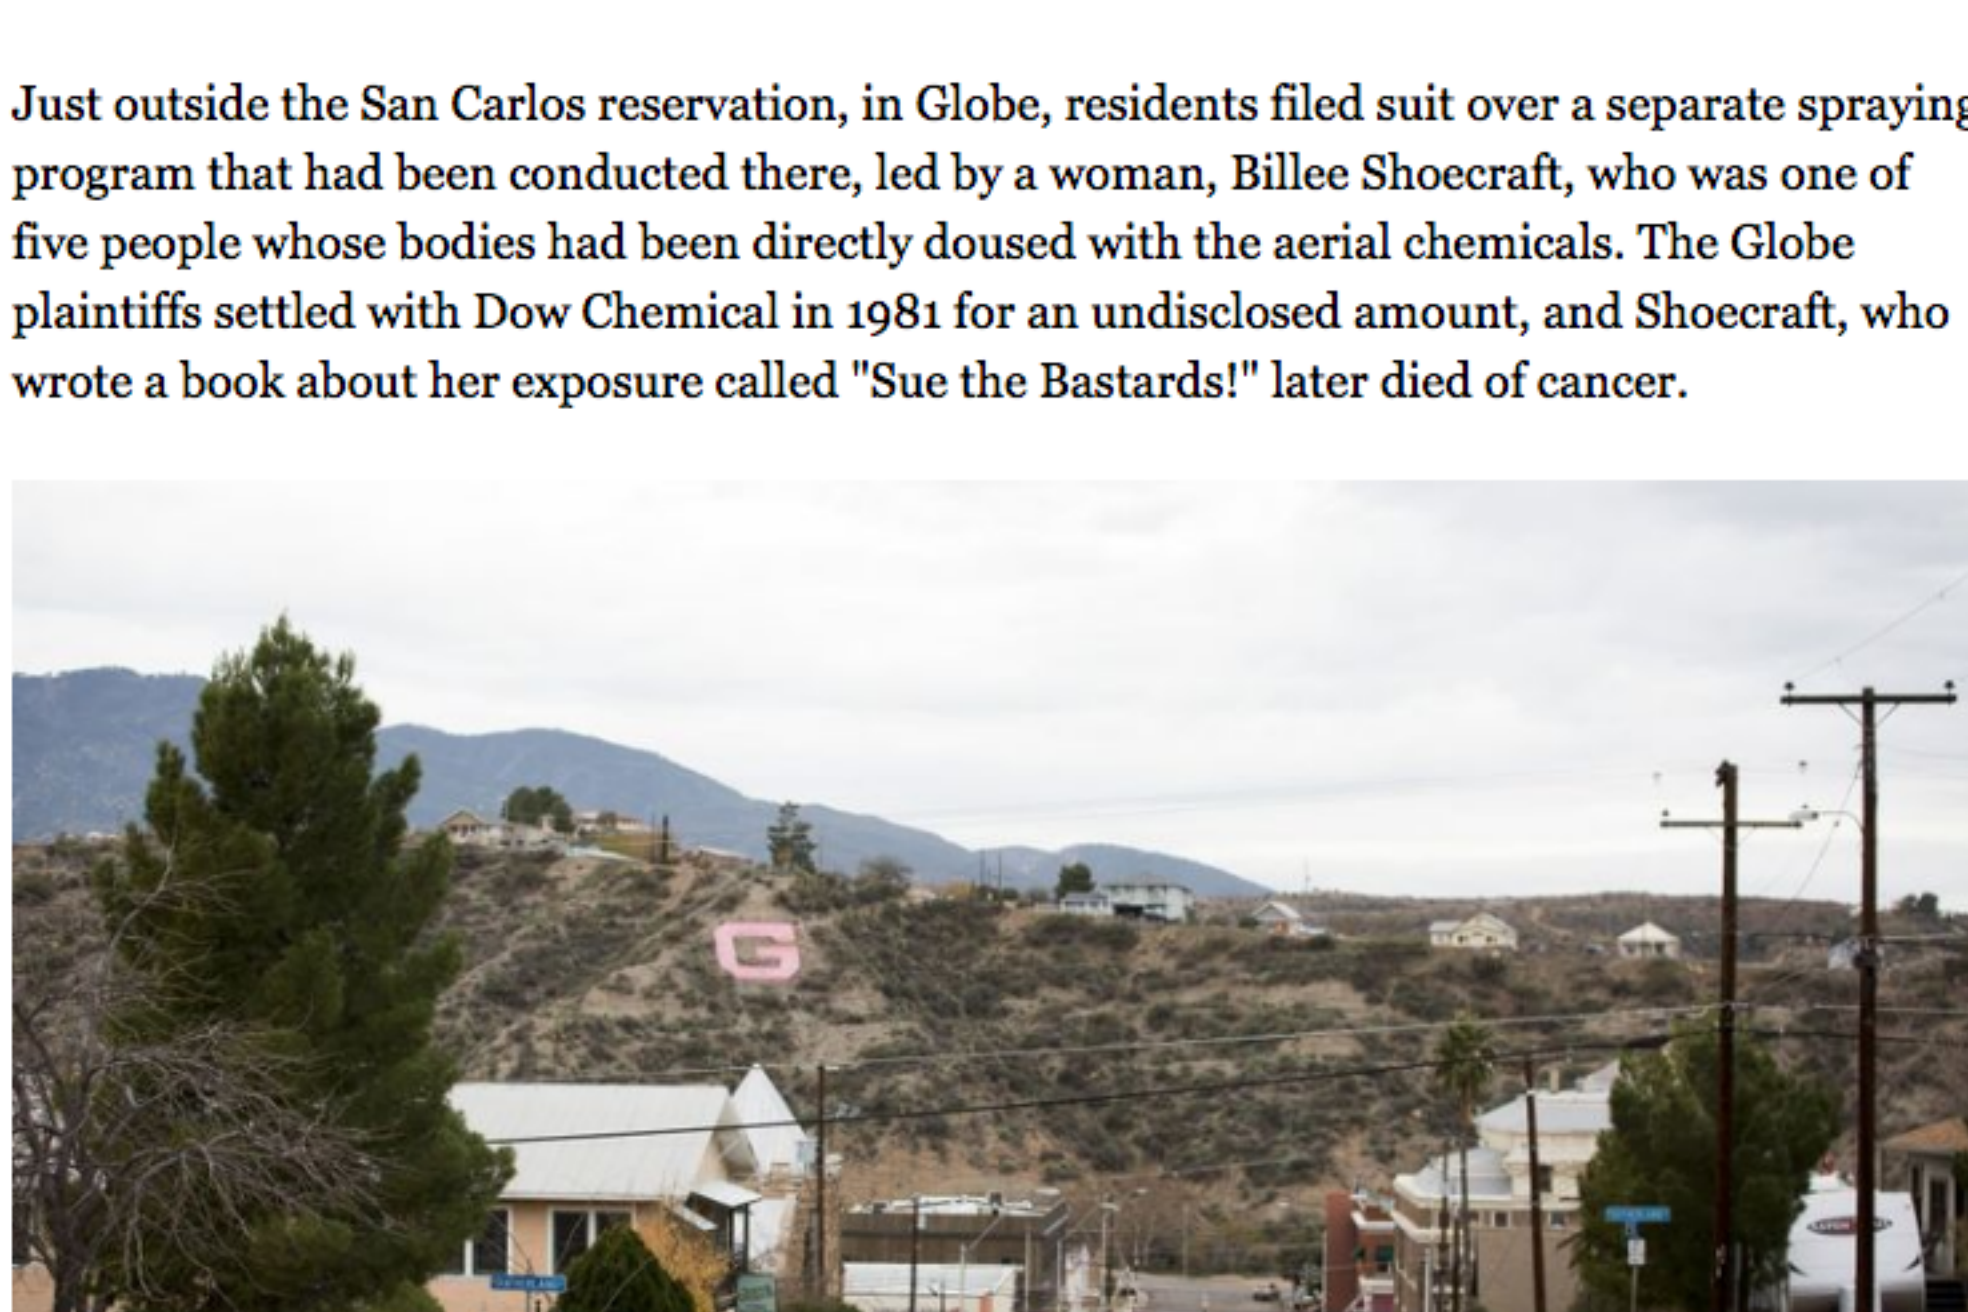 Just outside the San Carlos reservation, in Globe, residents filed suit over a separate spraying
program that had been conducted there, led by a woman, Billee Shoecraft, who was one of
five people whose bodies had been directly doused with the aerial chemicals. The Globe
plaintiffs settled with Dow Chemical in 1981 for an undisclosed amount, and Shoecraft, who
wrote a book about her exposure called "Sue the Bastards!" later died of cancer.
G